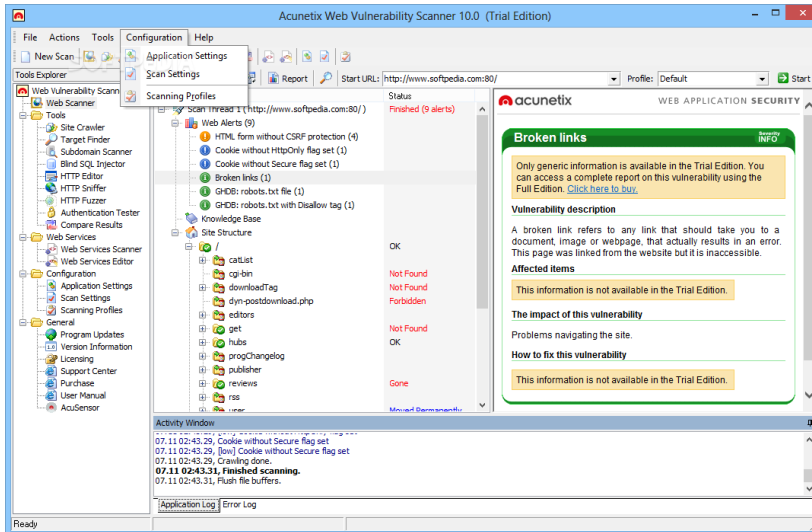 Acunetix Web Vulnerability Scanner 10.0 (Trial Edition)
File Actions Tools Configuration Help
New Scan
Application Settings
Scan Settings
Scanning Profiles
Tools Explorer
Report Start URL: http://www.softpedia.com:80/ Profile: Default Start
Web Vulnerability Scann
Web Scanner
Tools
Site Crawler
Target Finder
Subdomain Scanner
Blind SQL Injector
HTTP Editor
HTTP Sniffer
HTTP Fuzzer
Authentication Tester
Compare Results
Web Services
Web Services Scanner
Web Services Editor
Configuration
Application Settings
Scan Settings
Scanning Profiles
General
Program Updates
Version Information
Licensing
Support Center
Purchase
User Manual
AcuSensor
Status
Scan Thread 1 ( http://www.softpedia.com:80/ ) Finished (9 alerts)
Web Alerts (9)
HTML form without CSRF protection (4)
Cookie without HttpOnly flag set (1)
Cookie without Secure flag set (1)
Broken links (1)
GHDB: robots.txt file (1)
GHDB: robots.txt with Disallow tag (1)
Knowledge Base
Site Structure
/ OK
catList
cgi-bin Not Found
downloadTag Not Found
dyn-postdownload.php Forbidden
editors
get Not Found
hubs OK
progChangelog
publisher
reviews Gone
rss
user Moved Permanently
acunetix WEB APPLICATION SECURITY
Broken links Severity INFO
Only generic information is available in the Trial Edition. You
can access a complete report on this vulnerability using the
Full Edition. Click here to buy.
Vulnerability description
A broken link refers to any link that should take you to a
document, image or webpage, that actually results in an error.
This page was linked from the website but it is inaccessible.
Affected items
This information is not available in the Trial Edition.
The impact of this vulnerability
Problems navigating the site.
How to fix this vulnerability
This information is not available in the Trial Edition.
Activity Window
07.11 02:43.29, Cookie without Secure flag set
07.11 02:43.29, [low] Cookie without Secure flag set
07.11 02:43.29, Crawling done.
07.11 02:43.31, Finished scanning.
07.11 02:43.31, Flush file buffers.
Application Log Error Log
Ready